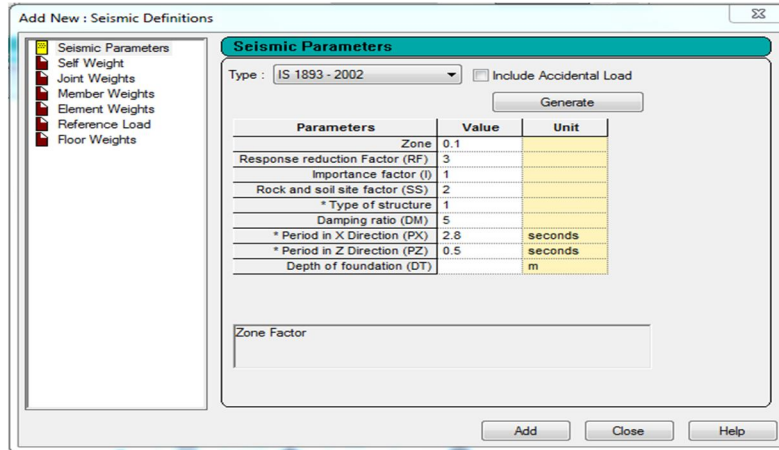 Add New : Seismic Definitions
Seismic Parameters
Self Weight
Joint Weights
Member Weights
Element Weights
Reference Load
Floor Weights
Seismic Parameters
Type : IS 1893 - 2002 Include Accidental Load
Generate
Parameters Value Unit
Zone 0.1
Response reduction Factor (RF) 3
Importance factor (I) 1
Rock and soil site factor (SS) 2
* Type of structure 1
Damping ratio (DM) 5
* Period in X Direction (PX) 2.8 seconds
* Period in Z Direction (PZ) 0.5 seconds
Depth of foundation (DT) m
Zone Factor
Add Close Help